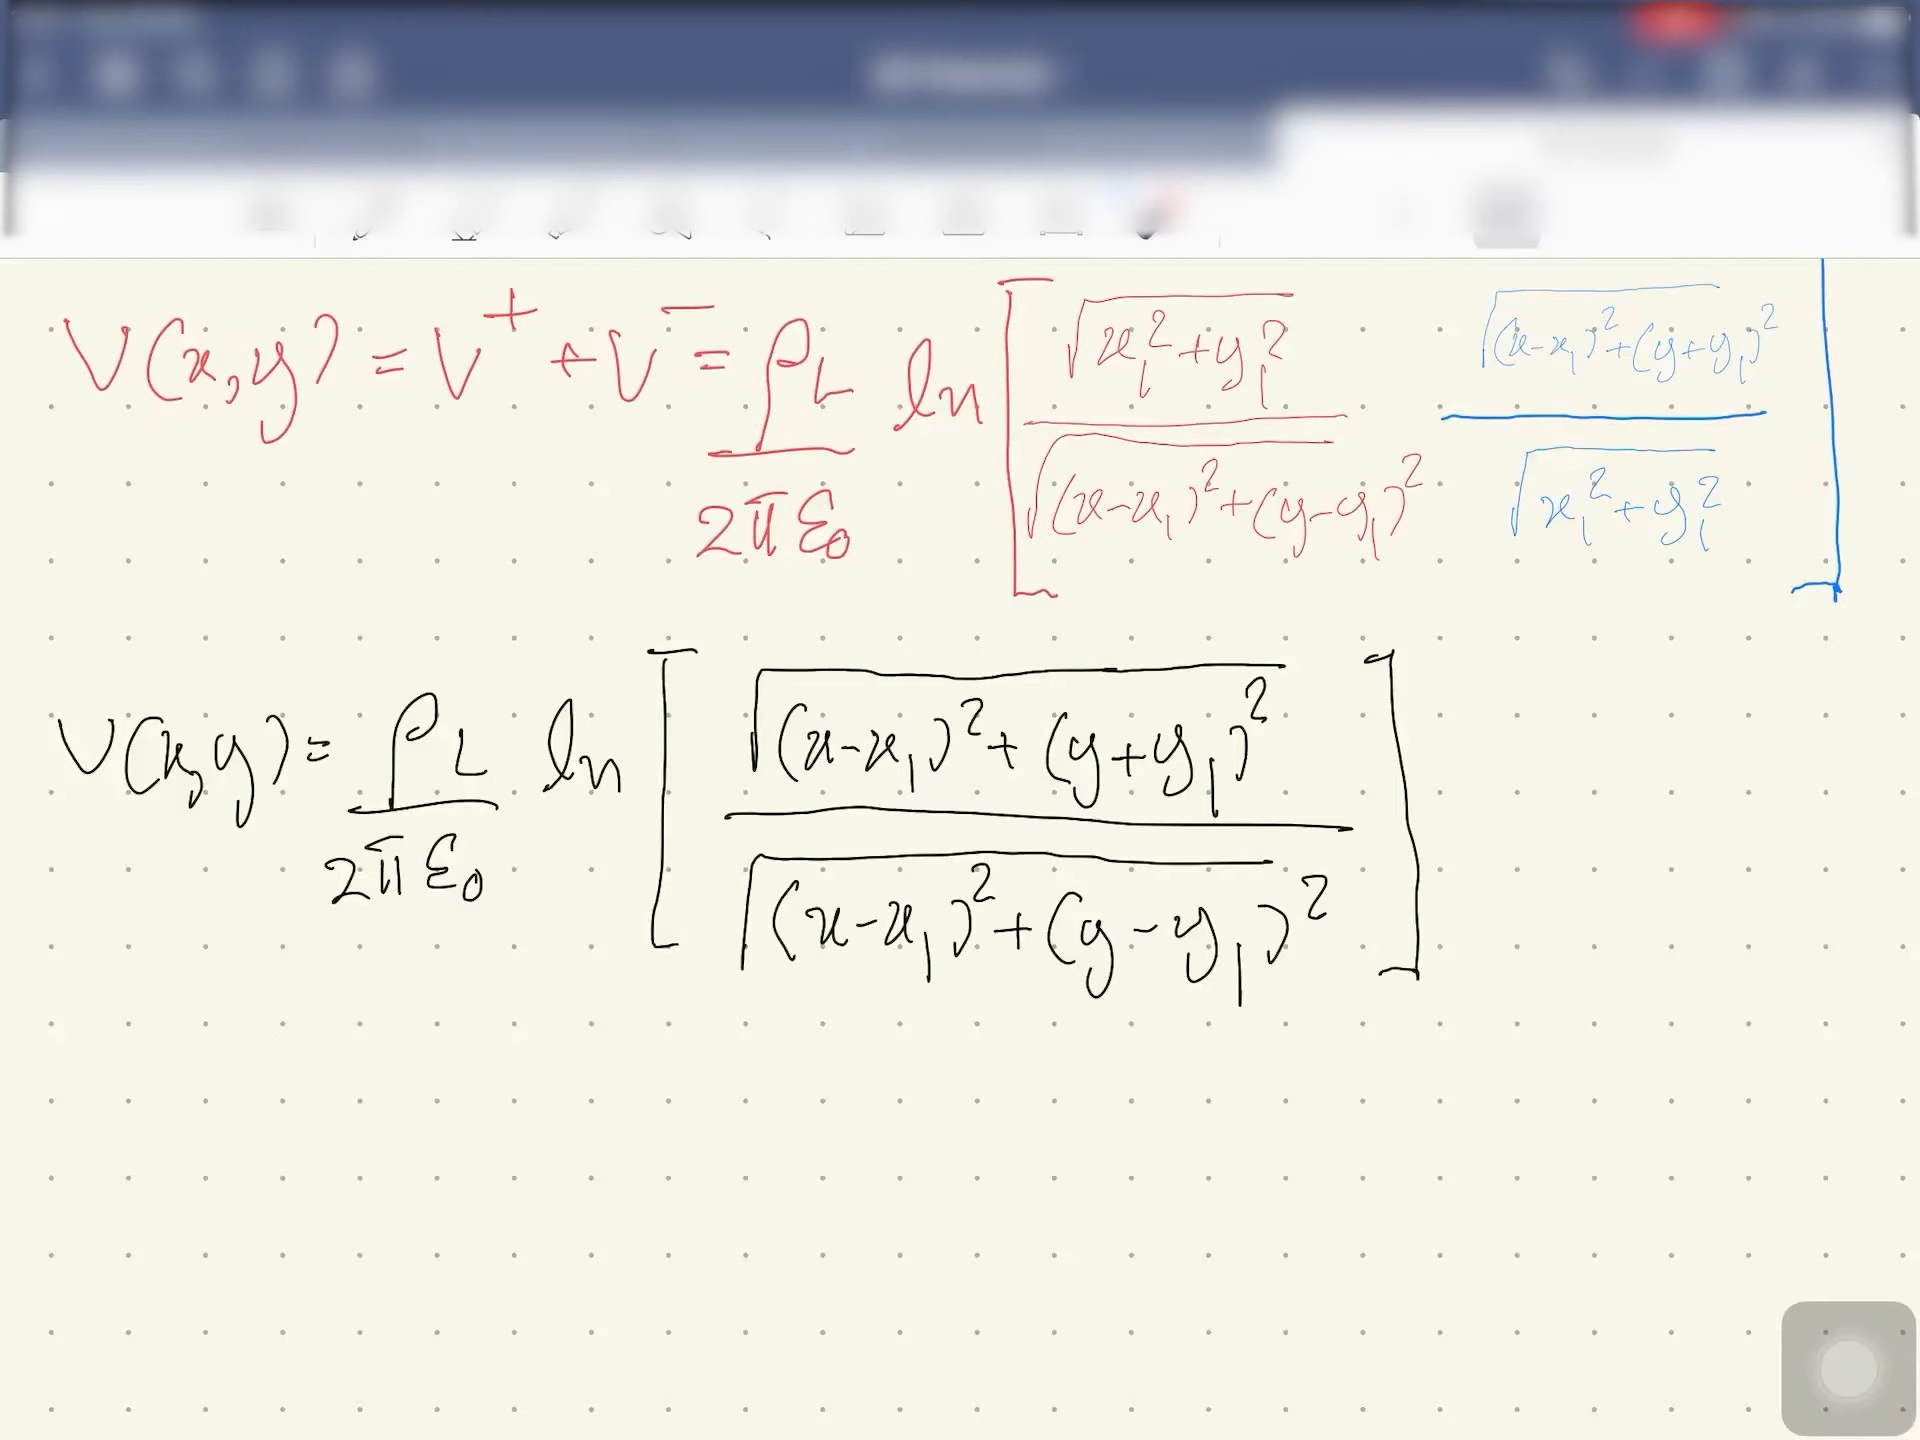 V(x,y) = V⁺ + V⁻ = ρL/2πε₀ ln [ √(x₁²+y₁²) / √((x-x₁)²+(y-y₁)²) √((x-x₁)²+(y+y₁)²) / √(x₁²+y₁²) ]
V(x,y) = ρL/2πε₀ ln [ √((x-x₁)²+(y+y₁)²) / √((x-x₁)²+(y-y₁)²) ]